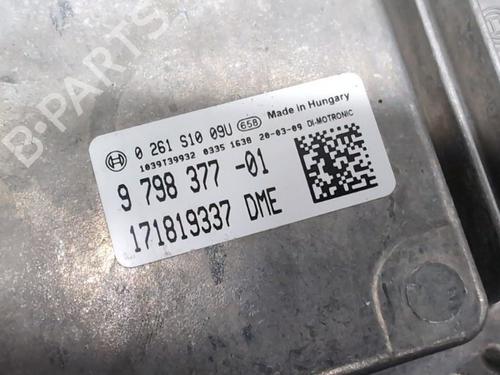 B-PARTS
0 261 S10 09U 658 Made in Hungary
1039T39932 0335 1638 20-03-09 DI-MOTRONIC
9 798 377 -01
171819337 DME